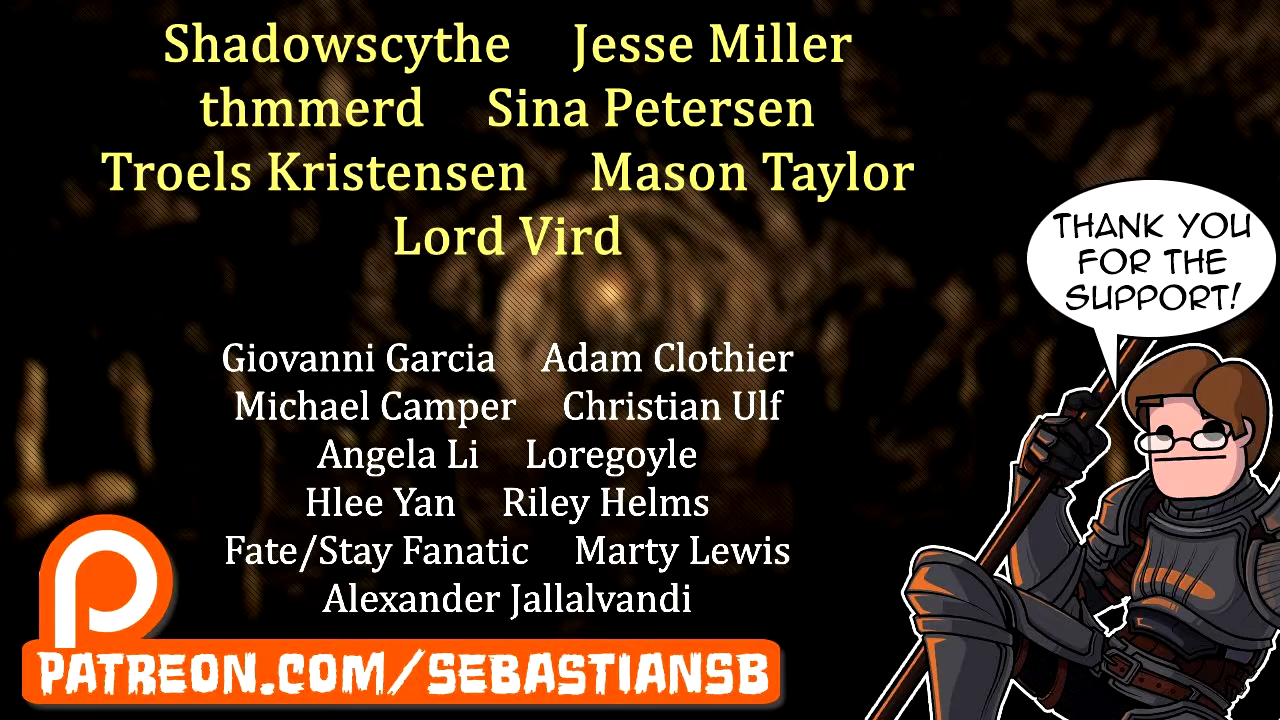 Shadowscythe Jesse Miller
thmmerd Sina Petersen
Troels Kristensen Mason Taylor
Lord Vird
THANK YOU
FOR THE
SUPPORT!
Giovanni Garcia Adam Clothier
Michael Camper Christian Ulf
Angela Li Loregoyle
Hlee Yan Riley Helms
Fate/Stay Fanatic Marty Lewis
Alexander Jallalvandi
PATREON.COM/SEBASTIANSB